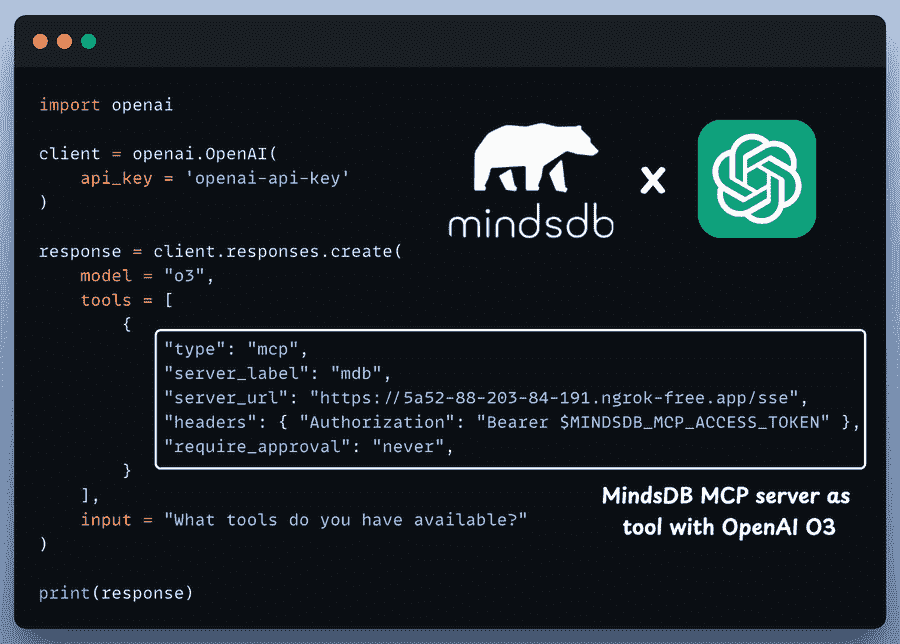 import openai
client = openai.OpenAI(
    api_key = 'openai-api-key'
)
mindsdb x
response = client.responses.create(
    model = "o3",
    tools = [
        {
            "type": "mcp",
            "server_label": "mdb",
            "server_url": "https://5a52-88-203-84-191.ngrok-free.app/sse",
            "headers": { "Authorization": "Bearer $MINDSDB_MCP_ACCESS_TOKEN" },
            "require_approval": "never",
        }
    ],
    input = "What tools do you have available?"
)
MindsDB MCP server as
tool with OpenAI O3
print(response)